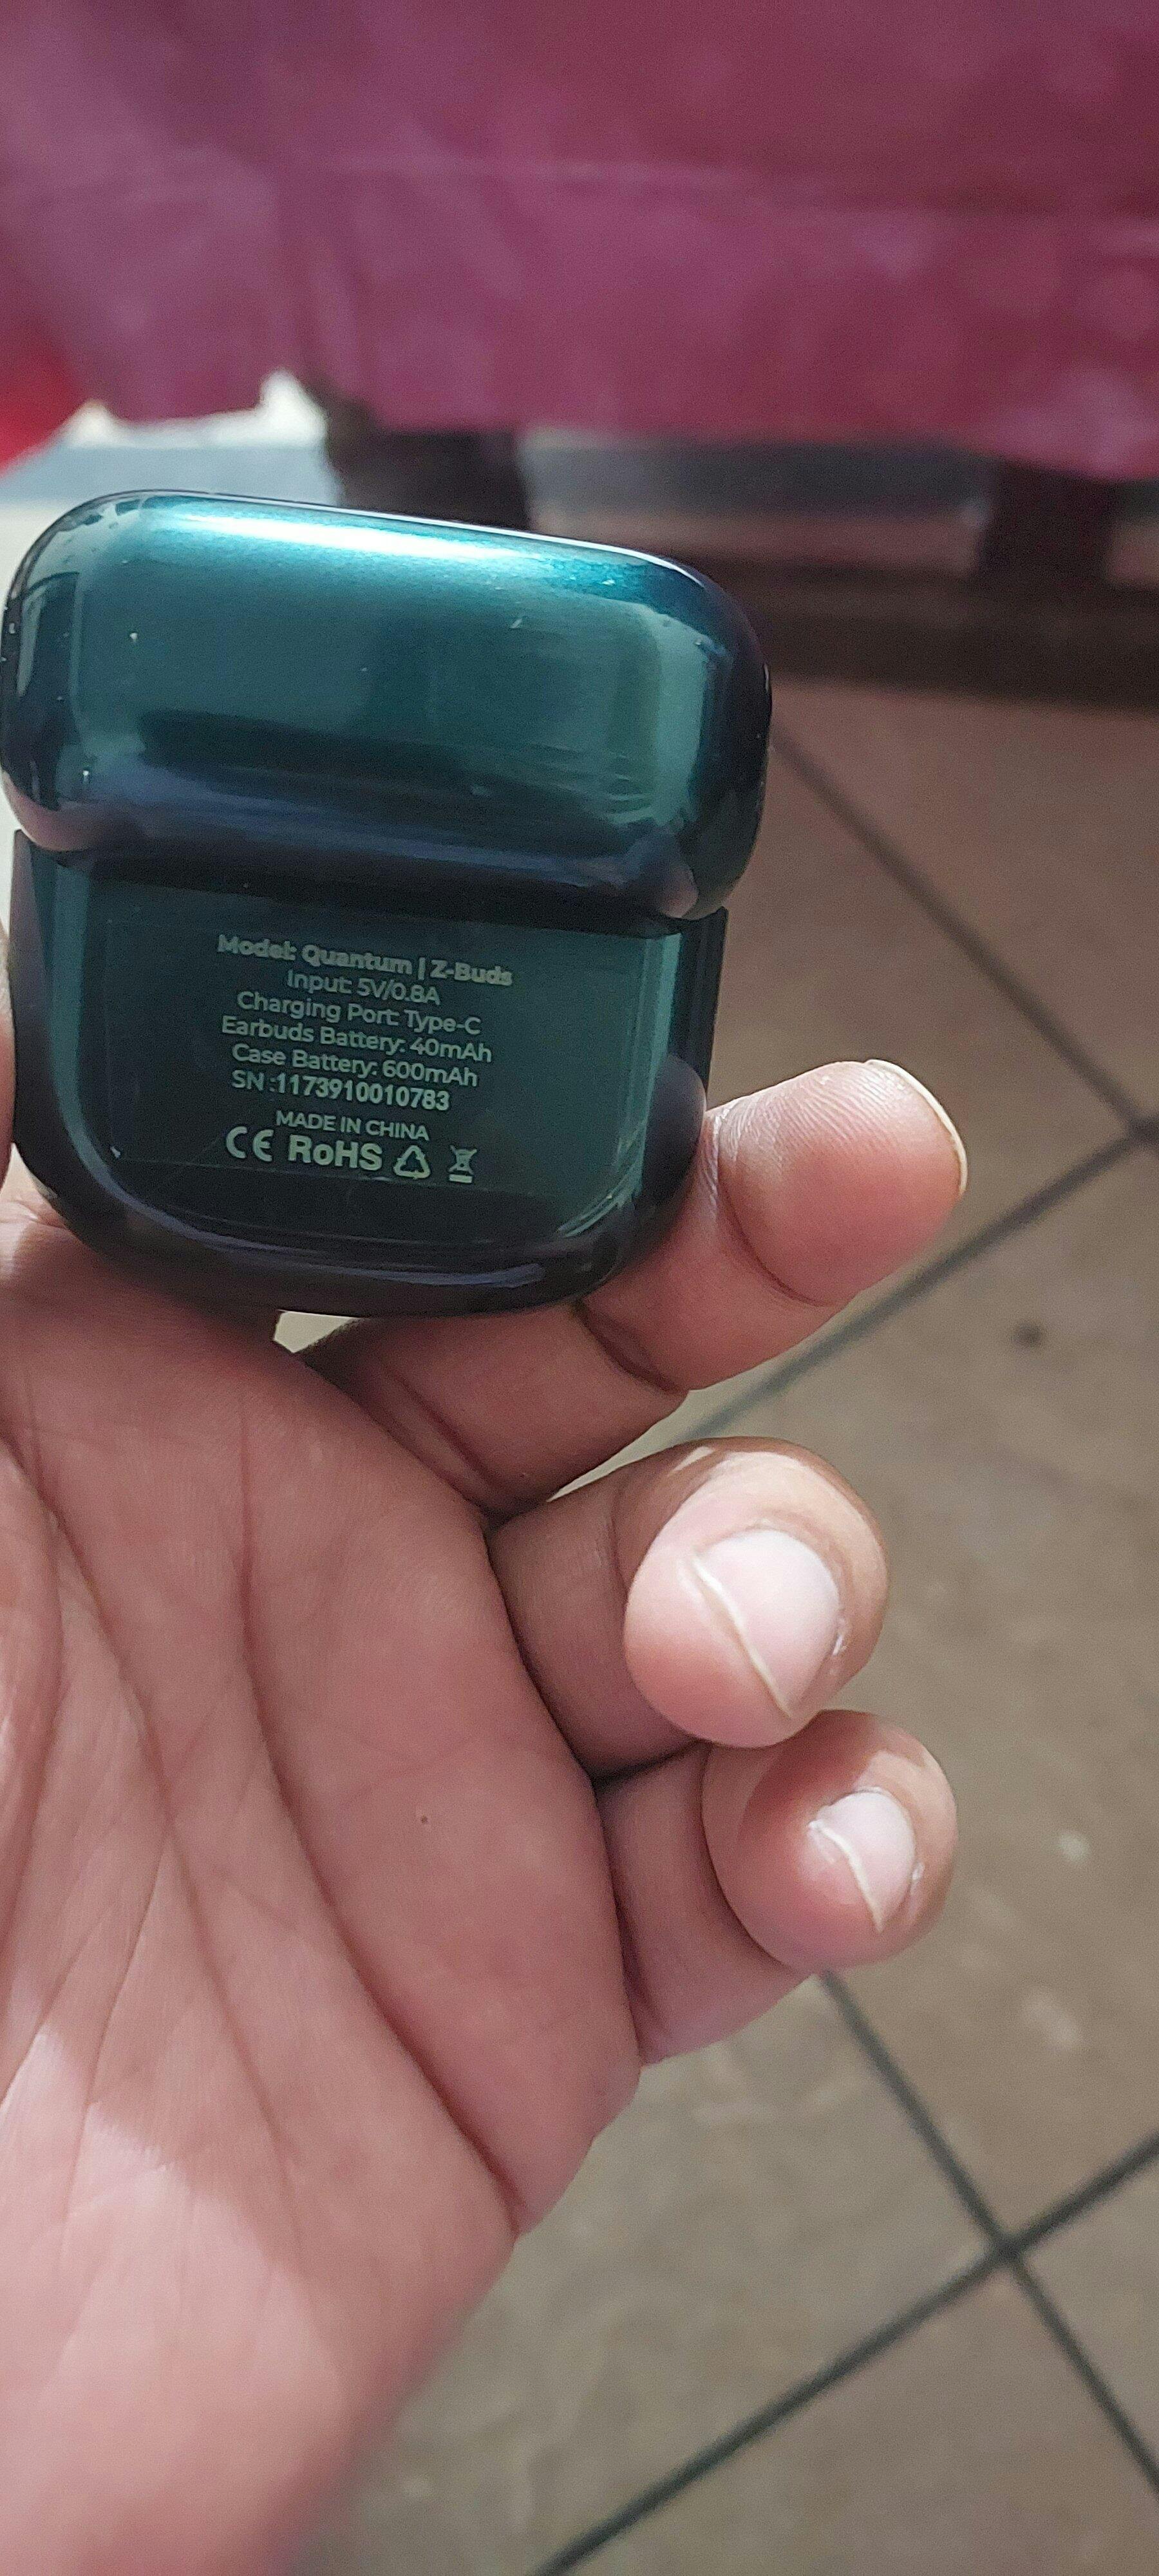 Model: Quantum | Z-Buds
Input: 5V/0.8A
Charging Port: Type-C
Earbuds Battery: 40mAh
Case Battery: 600mAh
SN :1173910010783
MADE IN CHINA
CE RoHS